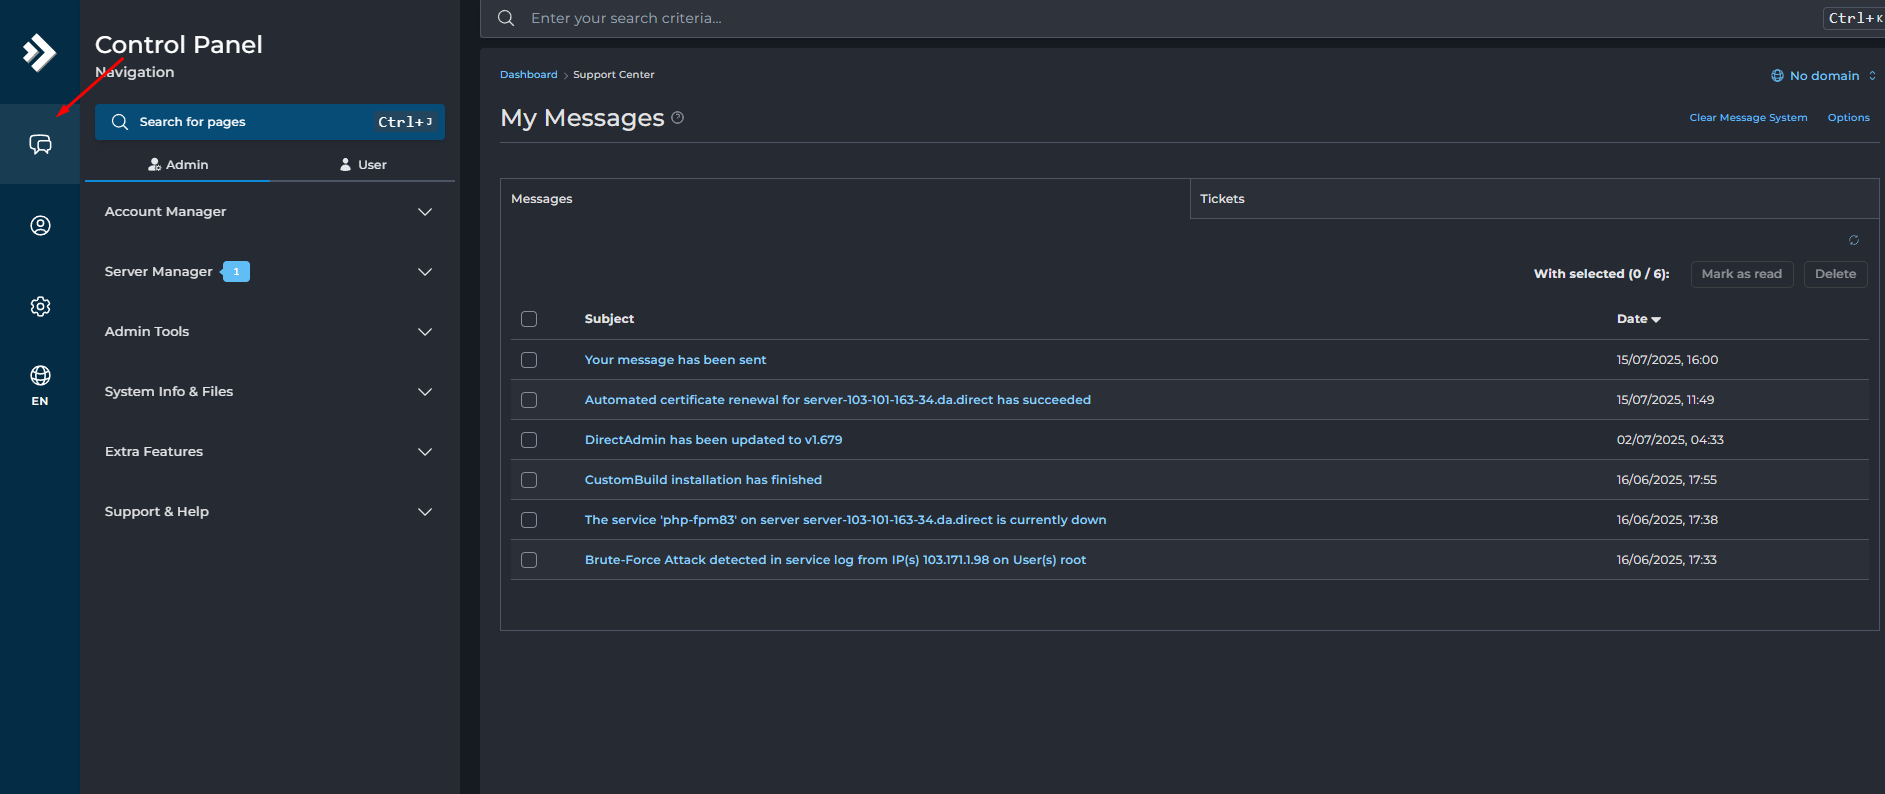 Enter your search criteria...
Ctrl+K
Control Panel
Navigation
Search for pages
Ctrl+J
Admin
User
Account Manager
Server Manager 1
Admin Tools
System Info & Files
Extra Features
Support & Help
EN
Dashboard > Support Center
No domain
My Messages
Clear Message System
Options
Messages
Tickets
With selected (0 / 6):
Mark as read
Delete
Subject
Date
Your message has been sent
15/07/2025, 16:00
Automated certificate renewal for server-103-101-163-34.da.direct has succeeded
15/07/2025, 11:49
DirectAdmin has been updated to v1.679
02/07/2025, 04:33
CustomBuild installation has finished
16/06/2025, 17:55
The service 'php-fpm83' on server server-103-101-163-34.da.direct is currently down
16/06/2025, 17:38
Brute-Force Attack detected in service log from IP(s) 103.171.1.98 on User(s) root
16/06/2025, 17:33